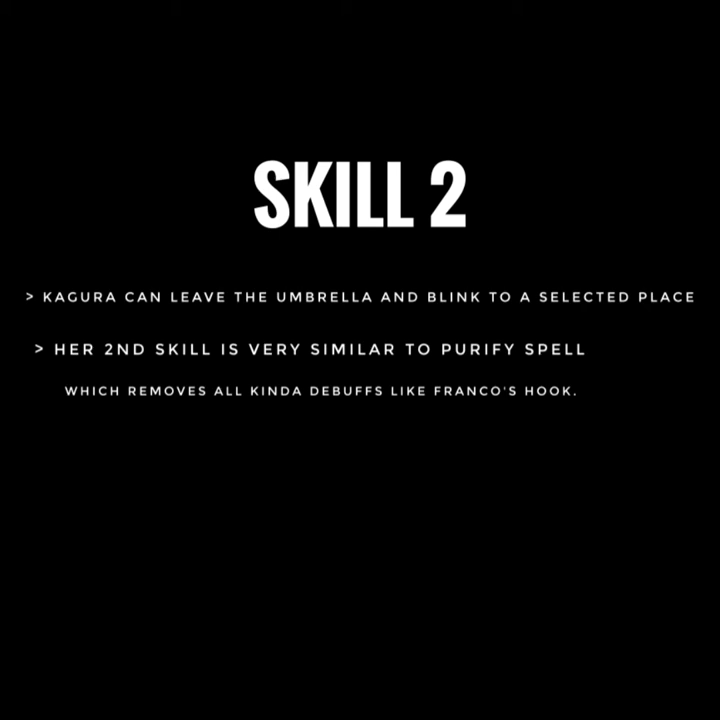 SKILL 2
> KAGURA CAN LEAVE THE UMBRELLA AND BLINK TO A SELECTED PLACE
> HER 2ND SKILL IS VERY SIMILAR TO PURIFY SPELL
WHICH REMOVES ALL KINDA DEBUFFS LIKE FRANCO'S HOOK.